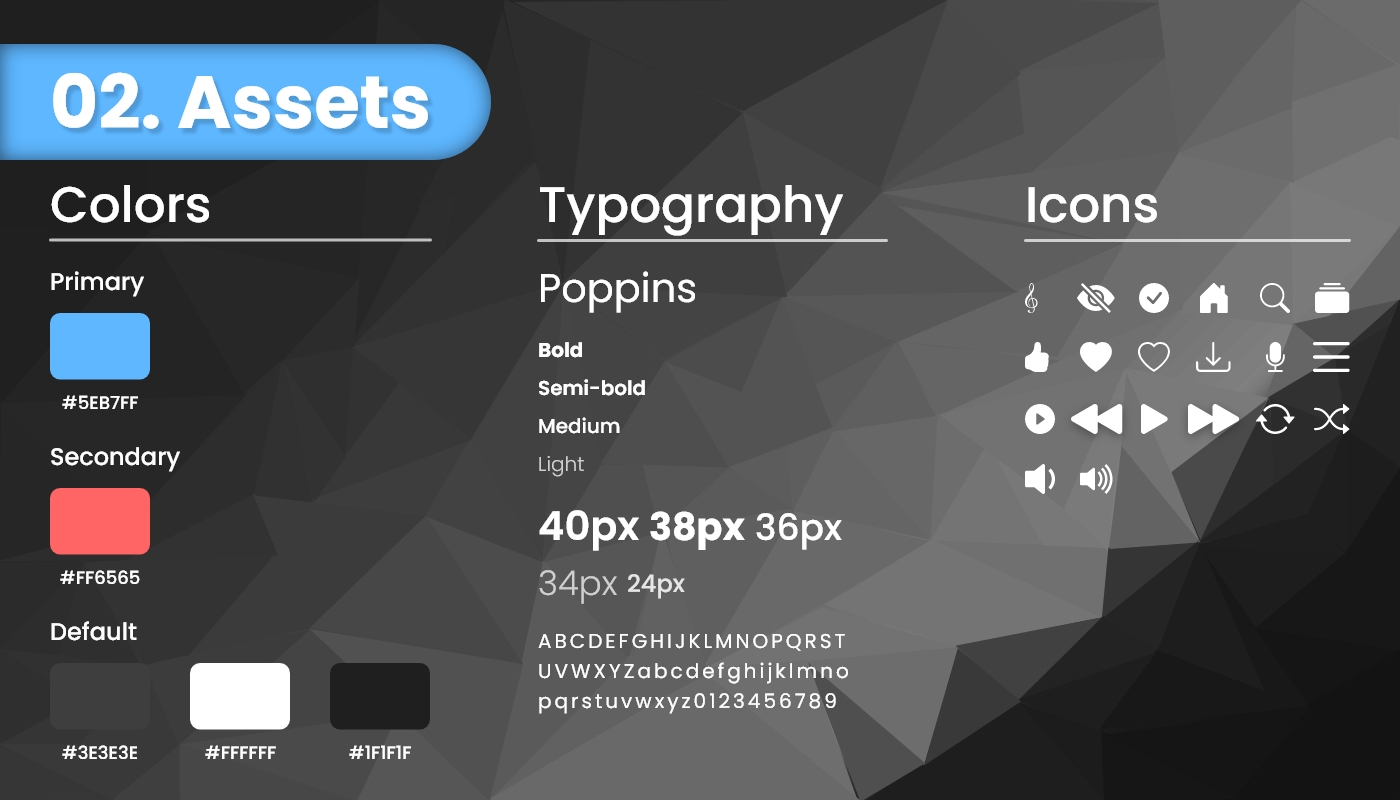 02. Assets
Colors
Primary
#5EB7FF
Secondary
#FF6565
Default
#3E3E3E #FFFFFF #1F1F1F
Typography
Poppins
Bold
Semi-bold
Medium
Light
40px 38px 36px
34px 24px
ABCDEFGHIJKLMNOPQRST
UVWXYZabcdefghijklmno
pqrstuvwxyz0123456789
Icons